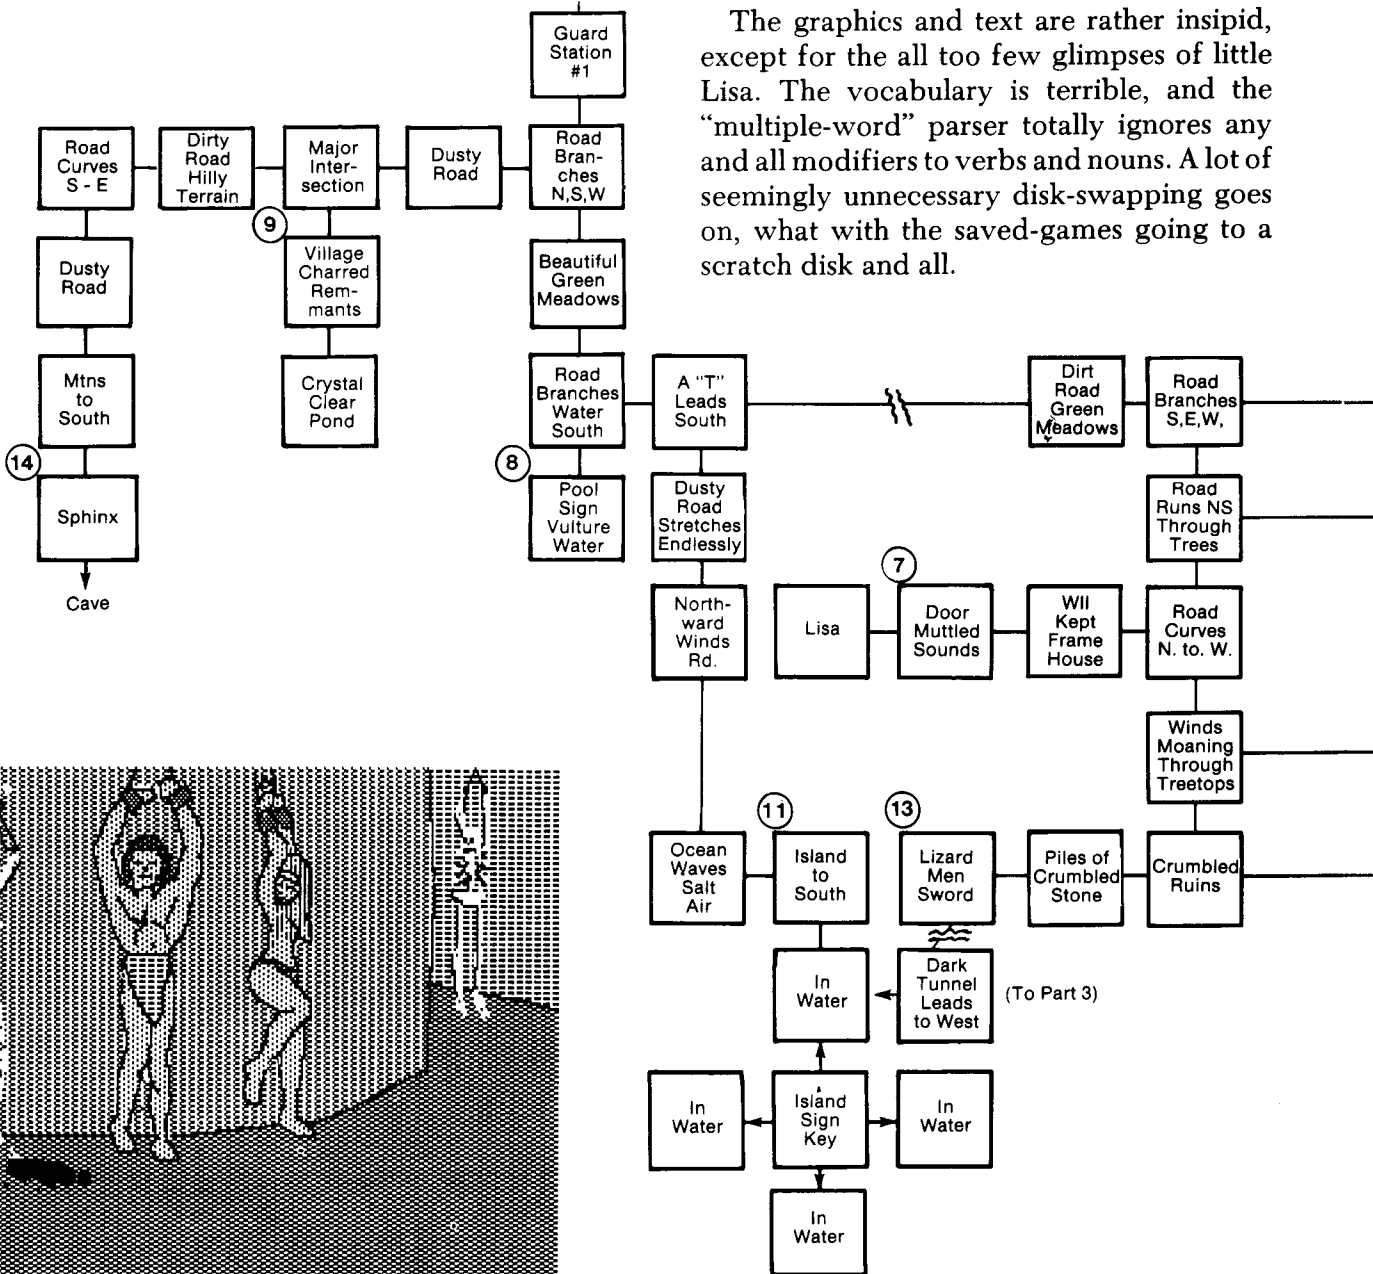 The graphics and text are rather insipid,
except for the all too few glimpses of little
Lisa. The vocabulary is terrible, and the
“multiple-word” parser totally ignores any
and all modifiers to verbs and nouns. A lot of
seemingly unnecessary disk-swapping goes
on, what with the saved-games going to a
scratch disk and all.
Guard
Station
#1
Road
Curves
S - E
Dirty
Road
Hilly
Terrain
Major
Inter-
section
Dusty
Road
Road
Bran-
ches
N,S,W
9
Dusty
Road
Village
Charred
Rem-
mants
Beautiful
Green
Meadows
Mtns
to
South
Crystal
Clear
Pond
Road
Branches
Water
South
A "T"
Leads
South
Dirt
Road
Green
Meadows
Road
Branches
S,E,W,
14
Sphinx
Cave
8
Pool
Sign
Vulture
Water
Dusty
Road
Stretches
Endlessly
Road
Runs NS
Through
Trees
7
North-
ward
Winds
Rd.
Lisa
Door
Muttled
Sounds
Wll
Kept
Frame
House
Road
Curves
N. to. W.
Winds
Moaning
Through
Treetops
11
13
Ocean
Waves
Salt
Air
Island
to
South
Lizard
Men
Sword
Piles of
Crumbled
Stone
Crumbled
Ruins
In
Water
Dark
Tunnel
Leads
to West
(To Part 3)
In
Water
Island
Sign
Key
In
Water
In
Water